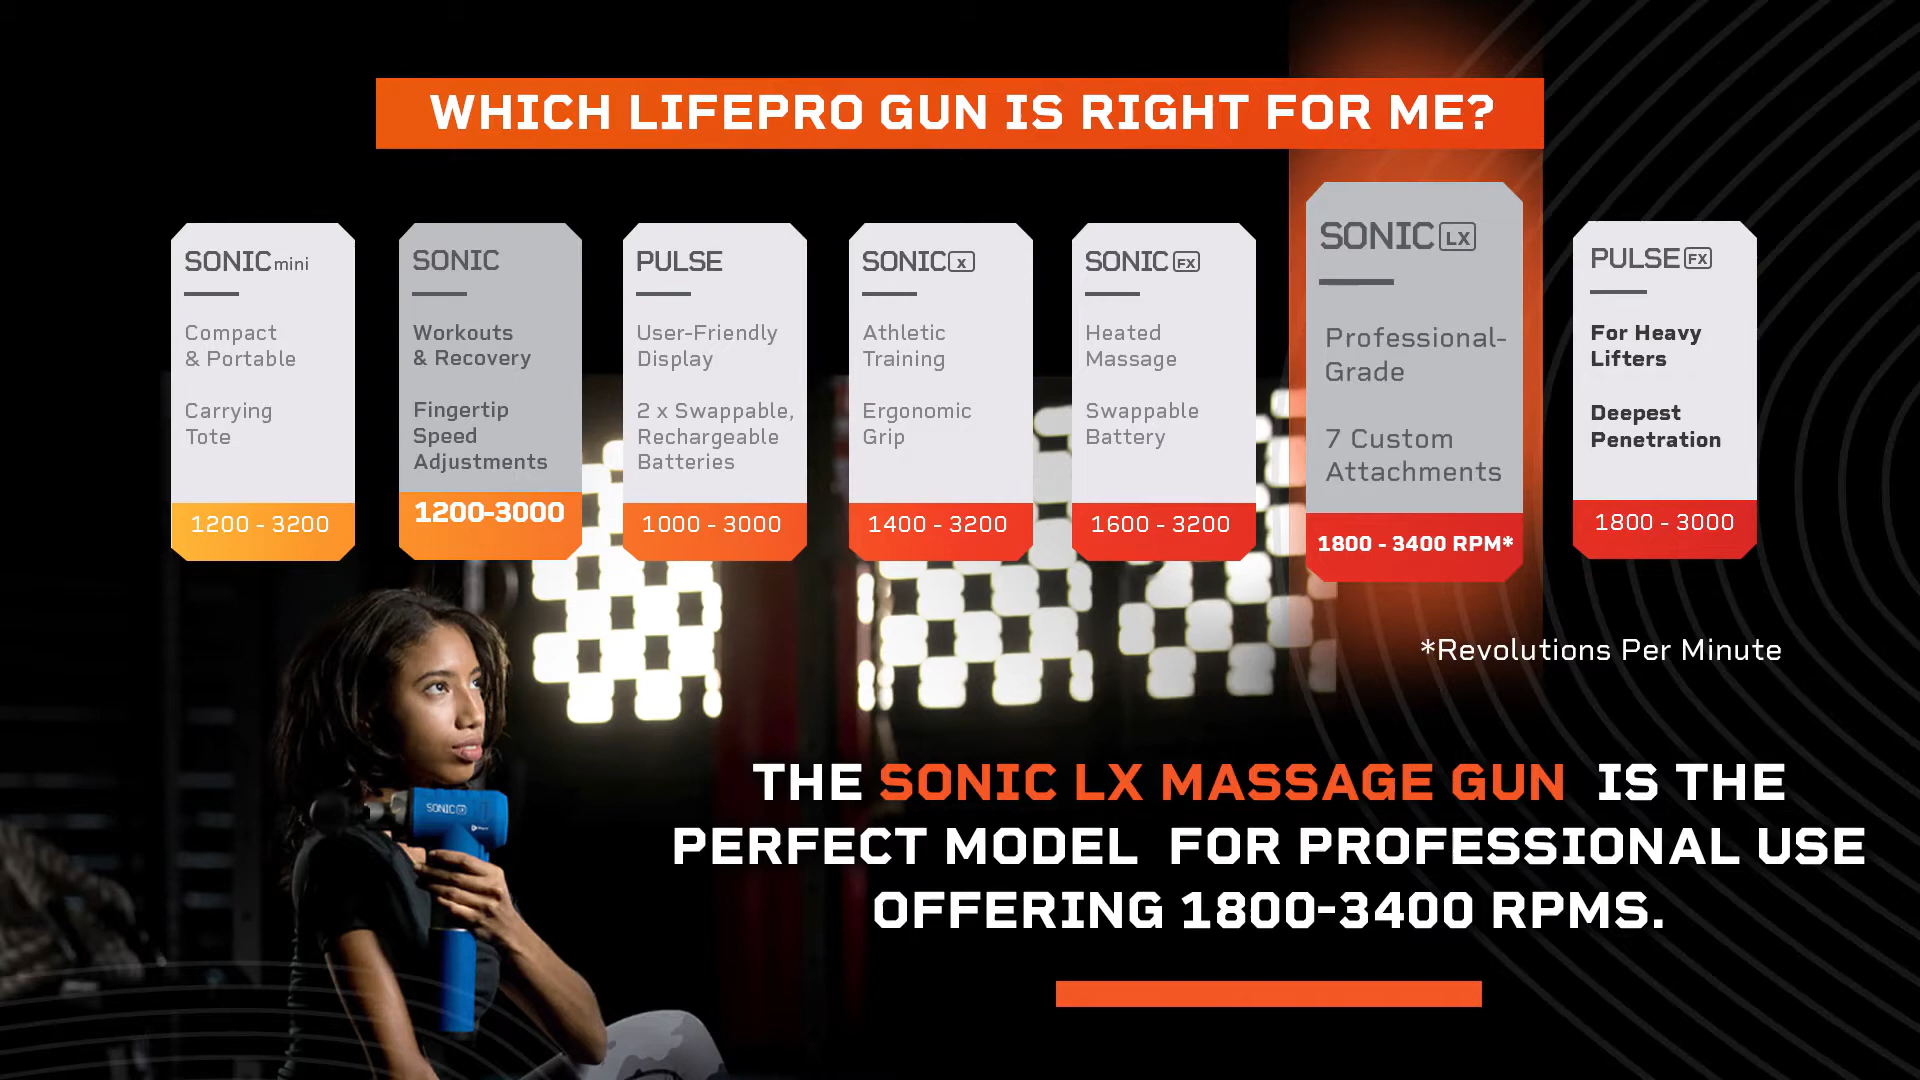 WHICH LIFEPRO GUN IS RIGHT FOR ME?
SONIC mini
Compact
& Portable
Carrying
Tote
1200 - 3200
SONIC
Workouts
& Recovery
Fingertip
Speed
Adjustments
1200-3000
PULSE
User-Friendly
Display
2 x Swappable,
Rechargeable
Batteries
1000 - 3000
SONIC X
Athletic
Training
Ergonomic
Grip
1400 - 3200
SONIC FX
Heated
Massage
Swappable
Battery
1600 - 3200
SONIC LX
Professional-
Grade
7 Custom
Attachments
1800 - 3400 RPM*
PULSE FX
For Heavy
Lifters
Deepest
Penetration
1800 - 3000
*Revolutions Per Minute
SONIC LX
THE SONIC LX MASSAGE GUN IS THE
PERFECT MODEL FOR PROFESSIONAL USE
OFFERING 1800-3400 RPMS.